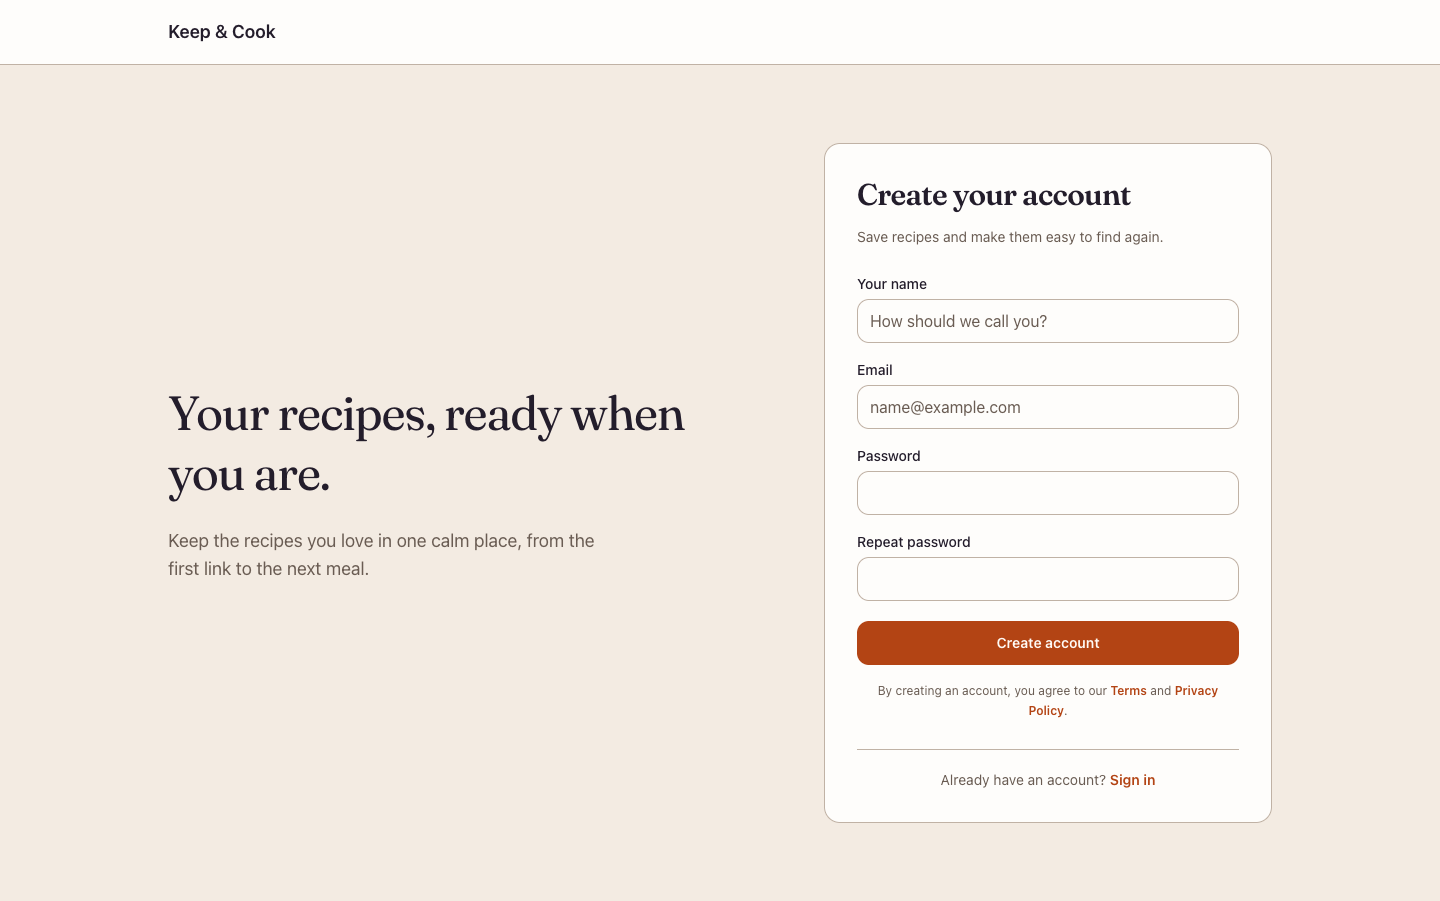 Keep & Cook
Your recipes, ready when
you are.
Keep the recipes you love in one calm place, from the
first link to the next meal.
Create your account
Save recipes and make them easy to find again.
Your name
How should we call you?
Email
name@example.com
Password
Repeat password
Create account
By creating an account, you agree to our Terms and Privacy
Policy.
Already have an account? Sign in